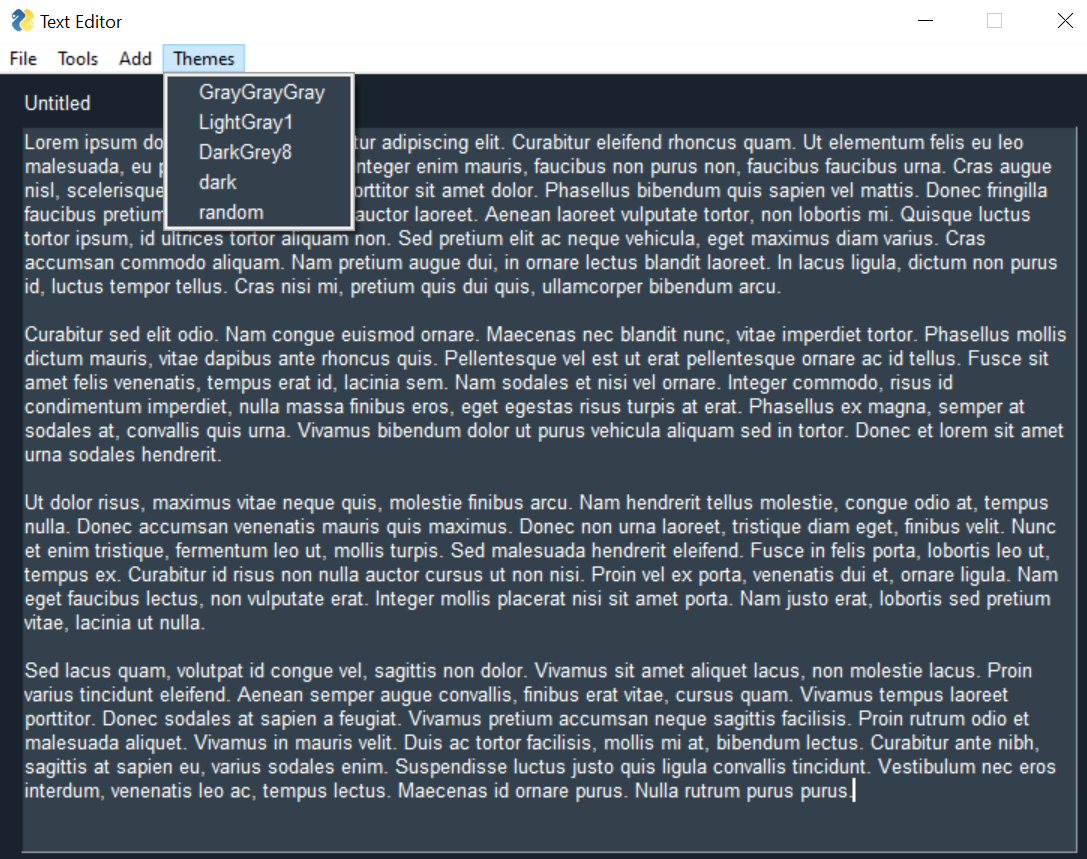 Text Editor
File Tools Add Themes
GrayGrayGray
LightGray1
DarkGrey8
dark
random
Untitled
Lorem ipsum do tur adipiscing elit. Curabitur eleifend rhoncus quam. Ut elementum felis eu leo
malesuada, eu nteger enim mauris, faucibus non purus non, faucibus faucibus urna. Cras augue
nisl, scelerisque orttitor sit amet dolor. Phasellus bibendum quis sapien vel mattis. Donec fringilla
faucibus pretium auctor laoreet. Aenean laoreet vulputate tortor, non lobortis mi. Quisque luctus
tortor ipsum, id ultrices tortor aliquam non. Sed pretium elit ac neque vehicula, eget maximus diam varius. Cras
accumsan commodo aliquam. Nam pretium augue dui, in ornare lectus blandit laoreet. In lacus ligula, dictum non purus
id, luctus tempor tellus. Cras nisi mi, pretium quis dui quis, ullamcorper bibendum arcu.
Curabitur sed elit odio. Nam congue euismod ornare. Maecenas nec blandit nunc, vitae imperdiet tortor. Phasellus mollis
dictum mauris, vitae dapibus ante rhoncus quis. Pellentesque vel est ut erat pellentesque ornare ac id tellus. Fusce sit
amet felis venenatis, tempus erat id, lacinia sem. Nam sodales et nisi vel ornare. Integer commodo, risus id
condimentum imperdiet, nulla massa finibus eros, eget egestas risus turpis at erat. Phasellus ex magna, semper at
sodales at, convallis quis urna. Vivamus bibendum dolor ut purus vehicula aliquam sed in tortor. Donec et lorem sit amet
urna sodales hendrerit.
Ut dolor risus, maximus vitae neque quis, molestie finibus arcu. Nam hendrerit tellus molestie, congue odio at, tempus
nulla. Donec accumsan venenatis mauris quis maximus. Donec non urna laoreet, tristique diam eget, finibus velit. Nunc
et enim tristique, fermentum leo ut, mollis turpis. Sed malesuada hendrerit eleifend. Fusce in felis porta, lobortis leo ut,
tempus ex. Curabitur id risus non nulla auctor cursus ut non nisi. Proin vel ex porta, venenatis dui et, ornare ligula. Nam
eget faucibus lectus, non vulputate erat. Integer mollis placerat nisi sit amet porta. Nam justo erat, lobortis sed pretium
vitae, lacinia ut nulla.
Sed lacus quam, volutpat id congue vel, sagittis non dolor. Vivamus sit amet aliquet lacus, non molestie lacus. Proin
varius tincidunt eleifend. Aenean semper augue convallis, finibus erat vitae, cursus quam. Vivamus tempus laoreet
porttitor. Donec sodales at sapien a feugiat. Vivamus pretium accumsan neque sagittis facilisis. Proin rutrum odio et
malesuada aliquet. Vivamus in mauris velit. Duis ac tortor facilisis, mollis mi at, bibendum lectus. Curabitur ante nibh,
sagittis at sapien eu, varius sodales enim. Suspendisse luctus justo quis ligula convallis tincidunt. Vestibulum nec eros
interdum, venenatis leo ac, tempus lectus. Maecenas id ornare purus. Nulla rutrum purus purus.